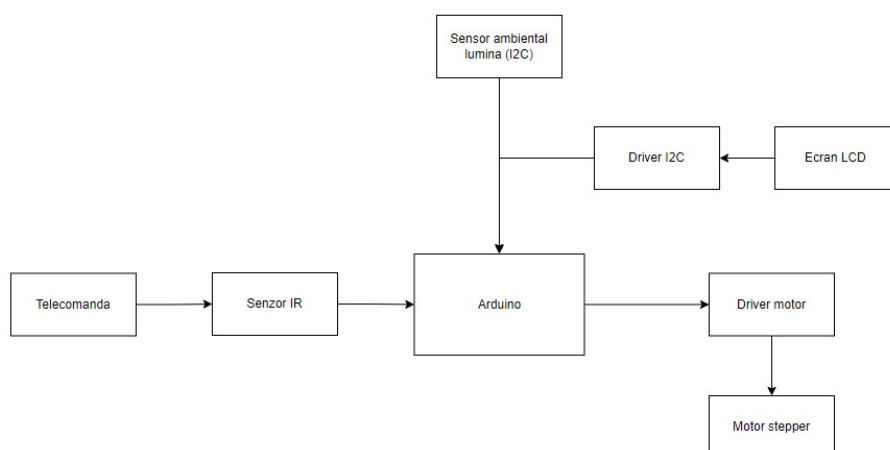 Sensor ambiental
lumina (I2C)
Driver I2C
Ecran LCD
Telecomanda
Senzor IR
Arduino
Driver motor
Motor stepper